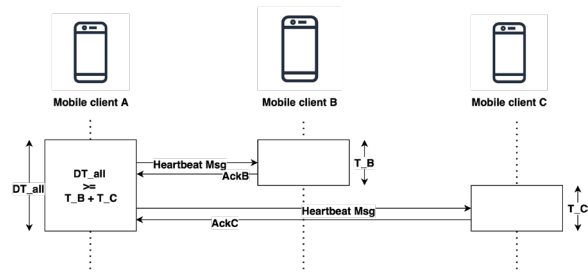 Mobile client A
Mobile client B
Mobile client C
DT_all
DT_all
>=
T_B + T_C
Heartbeat Msg
AckB
T_B
Heartbeat Msg
AckC
T_C